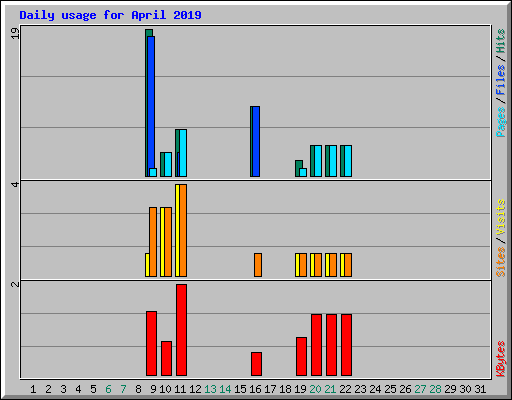 Daily usage for April 2019
19
Pages / Files / Hits
4
Sites / Visits
2
KBytes
1 2 3 4 5 6 7 8 9 10 11 12 13 14 15 16 17 18 19 20 21 22 23 24 25 26 27 28 29 30 31